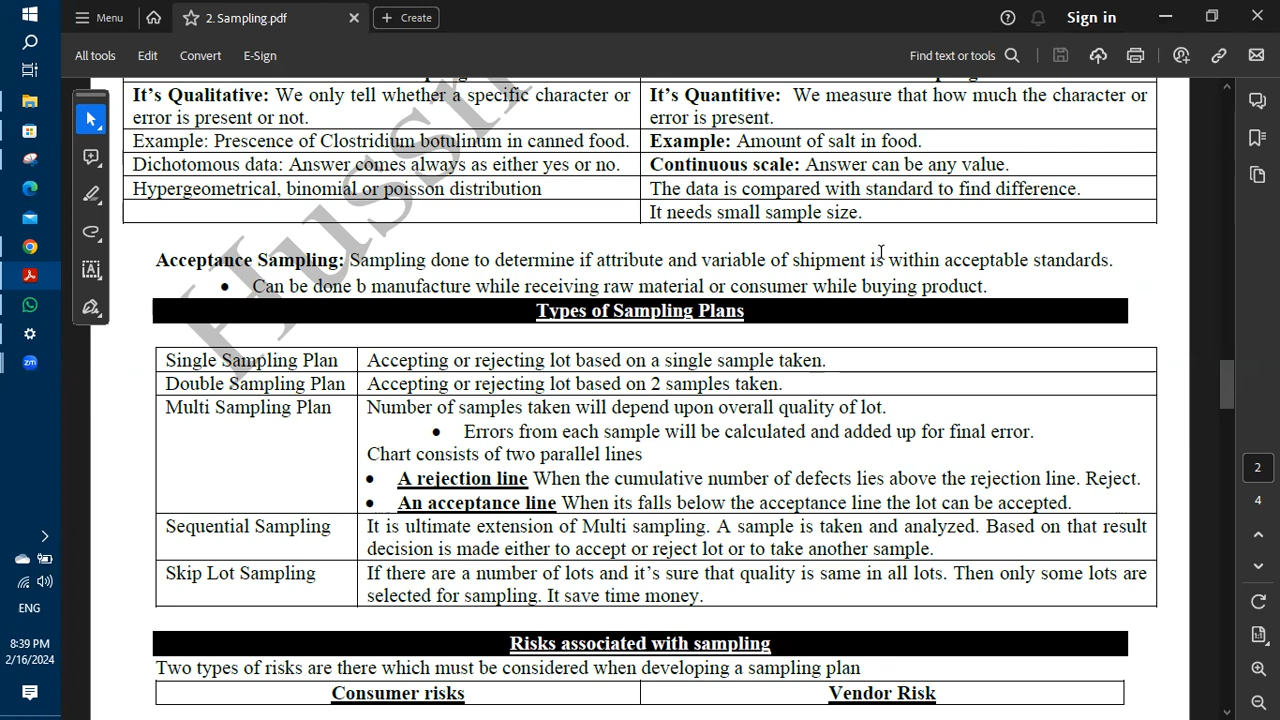 Menu
2. Sampling.pdf
Create
Sign in
All tools
Edit
Convert
E-Sign
Find text or tools
It's Qualitative: We only tell whether a specific character or error is present or not.
It's Quantitive: We measure that how much the character or error is present.
Example: Prescence of Clostridium botulinum in canned food.
Example: Amount of salt in food.
Dichotomous data: Answer comes always as either yes or no.
Continuous scale: Answer can be any value.
Hypergeometrical, binomial or poisson distribution
The data is compared with standard to find difference.
It needs small sample size.
Acceptance Sampling: Sampling done to determine if attribute and variable of shipment is within acceptable standards.
• Can be done b manufacture while receiving raw material or consumer while buying product.
Types of Sampling Plans
Single Sampling Plan
Accepting or rejecting lot based on a single sample taken.
Double Sampling Plan
Accepting or rejecting lot based on 2 samples taken.
Multi Sampling Plan
Number of samples taken will depend upon overall quality of lot.
• Errors from each sample will be calculated and added up for final error.
Chart consists of two parallel lines
• A rejection line When the cumulative number of defects lies above the rejection line. Reject.
• An acceptance line When its falls below the acceptance line the lot can be accepted.
Sequential Sampling
It is ultimate extension of Multi sampling. A sample is taken and analyzed. Based on that result
decision is made either to accept or reject lot or to take another sample.
Skip Lot Sampling
If there are a number of lots and it's sure that quality is same in all lots. Then only some lots are
selected for sampling. It save time money.
Risks associated with sampling
Two types of risks are there which must be considered when developing a sampling plan
Consumer risks
Vendor Risk
2
4
zm
ENG
8:39 PM
2/16/2024